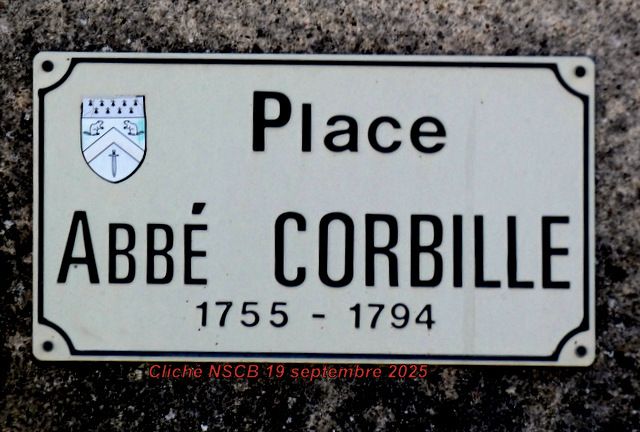 Place
ABBÉ CORBILLE
1755 - 1794
Cliché NSCB 19 septembre 2025